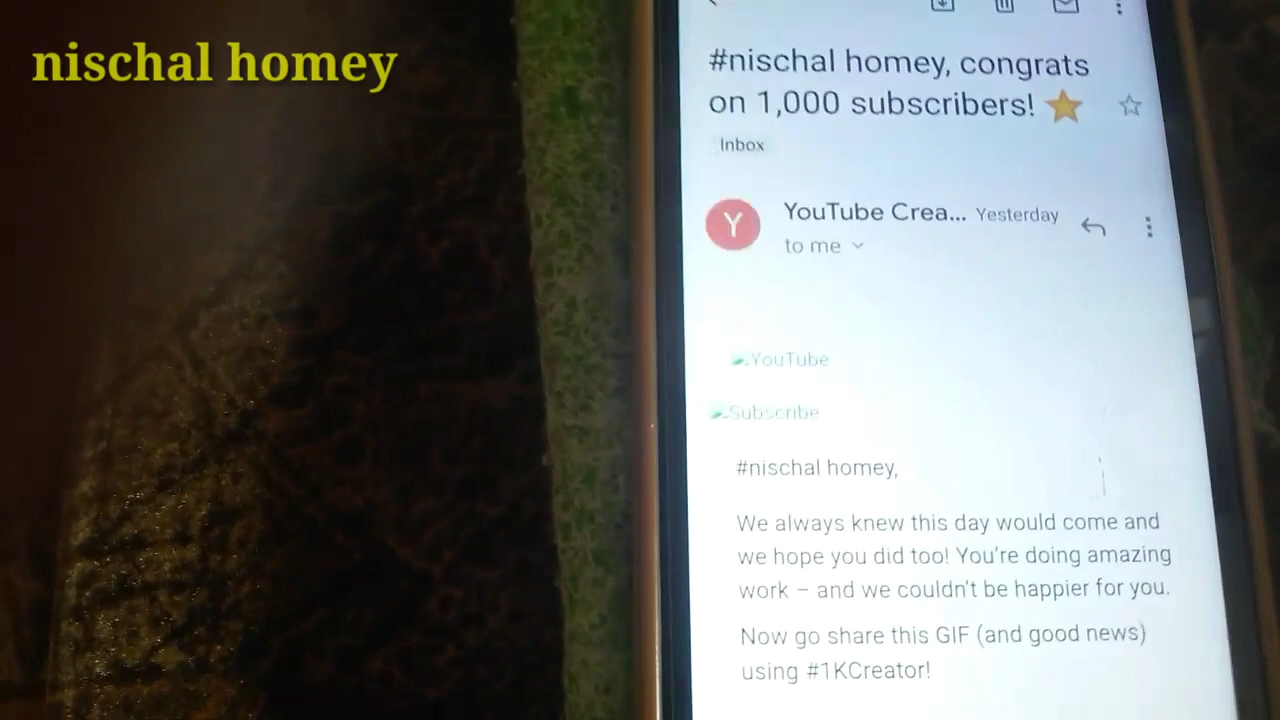 nischal homey
#nischal homey, congrats
on 1,000 subscribers! ⭐
Inbox
Y
YouTube Crea... Yesterday
to me
YouTube
Subscribe
#nischal homey,
We always knew this day would come and
we hope you did too! You're doing amazing
work – and we couldn't be happier for you.
Now go share this GIF (and good news)
using #1KCreator!